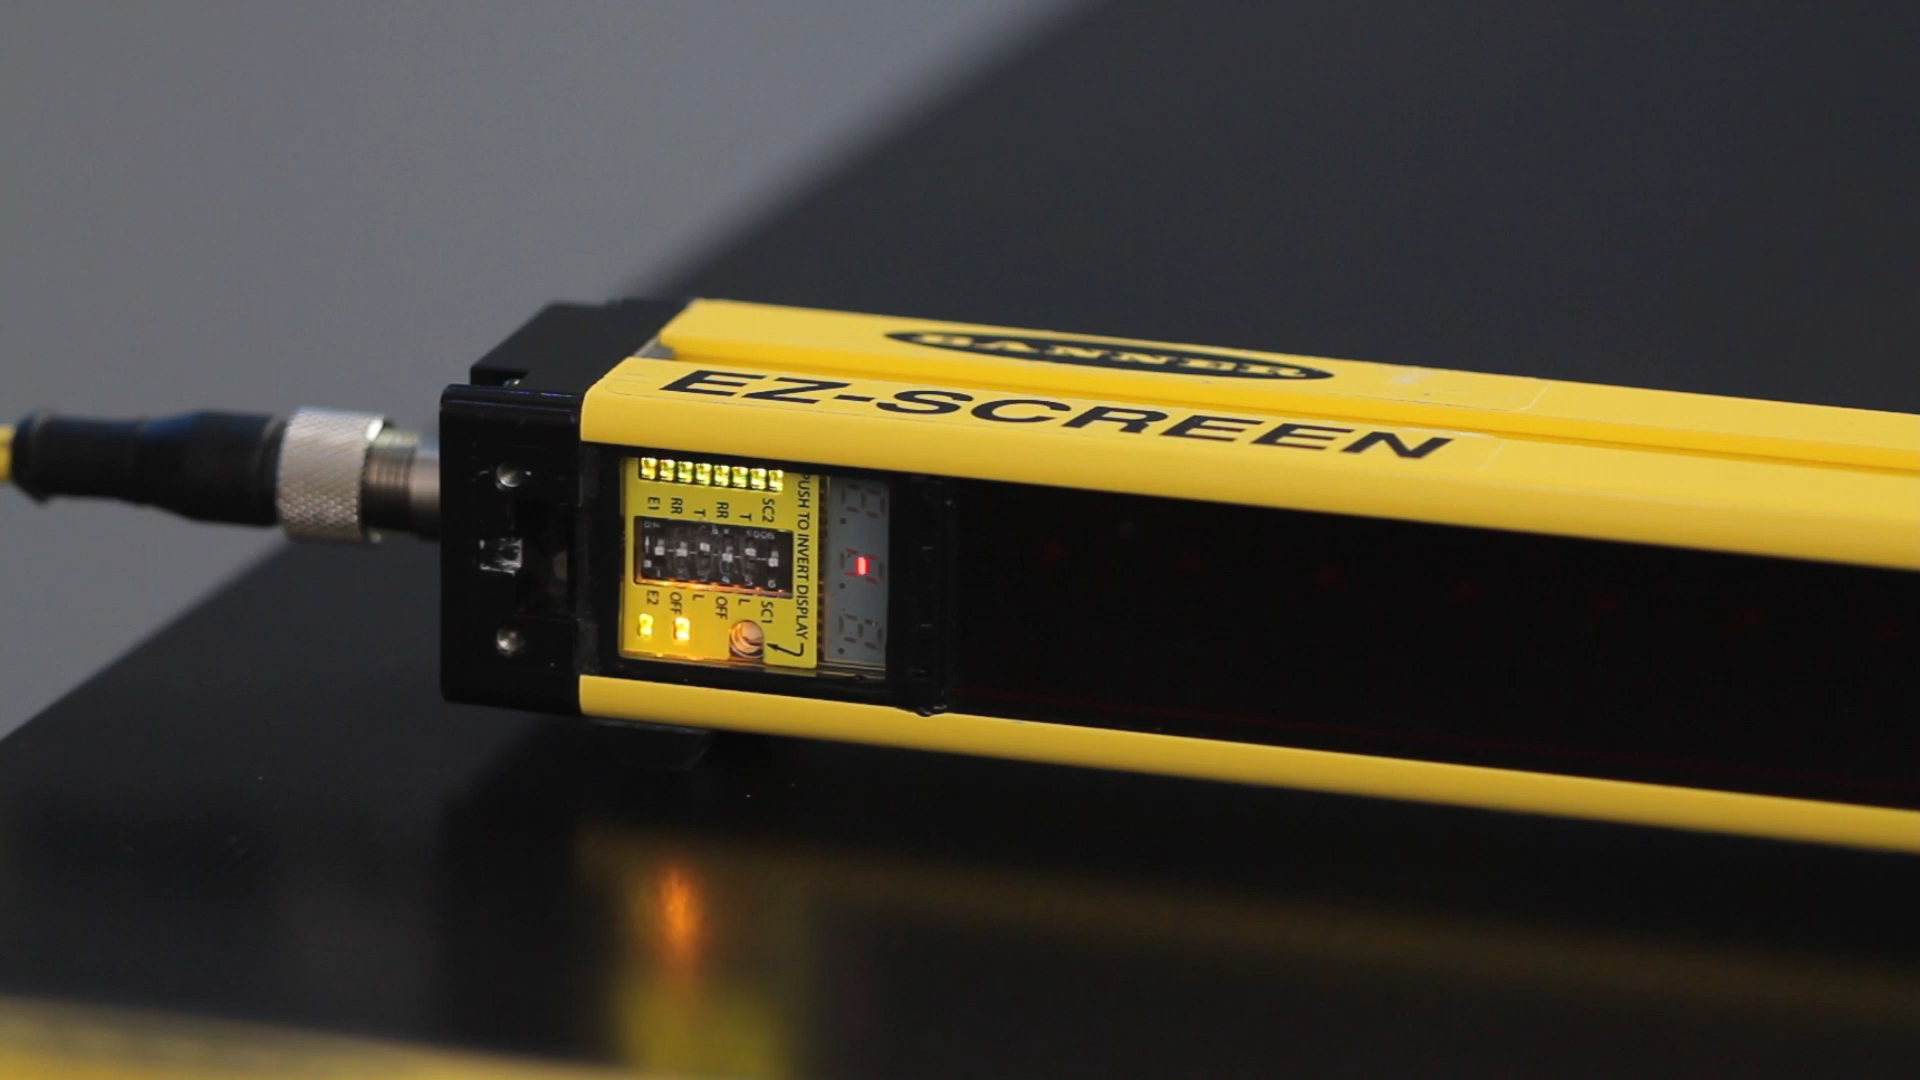 BANNER
EZ-SCREEN
E1 RR T RR T SC2
E2 OFF L OFF L SC1
PUSH TO INVERT DISPLAY